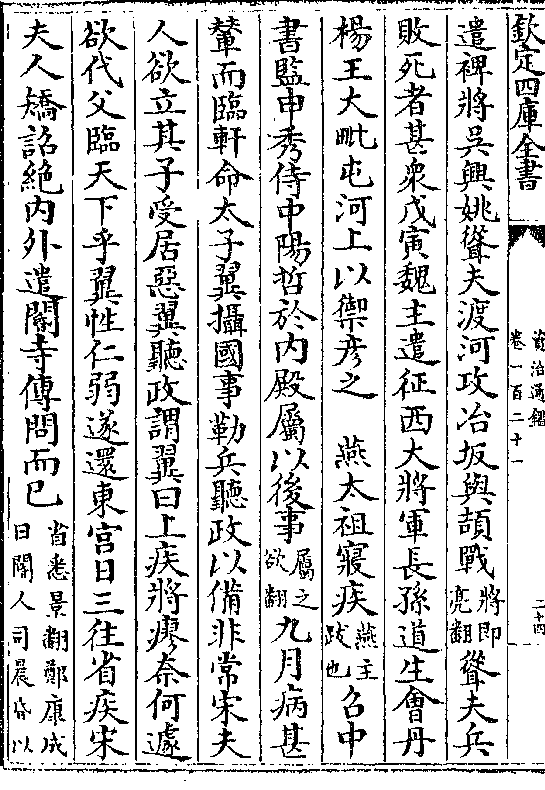 欽定四庫全書
資治通鑑
卷一百二十一
二十四
遣裨將吳興姚聳夫渡河攻冶坂與頡戰將即亮翻聳夫兵
敗死者甚衆戊寅魏主遣征西大將軍長孫道生會丹
楊王大毗屯河上以禦彦之　燕太祖寢疾燕主跋也召中
書監申秀侍中陽哲於内殿屬以後事屬之欲翻九月病甚
輦而臨軒命太子翼攝國事勒兵聽政以備非常宋夫
人欲立其子受居惡翼聽政謂翼曰上疾將瘳奈何遽
欲代父臨天下乎翼性仁弱遂還東宮日三往省疾宋
夫人矯詔絶内外遣閽寺傳問而已省悉景翻鄭康成曰閽人司晨昏以